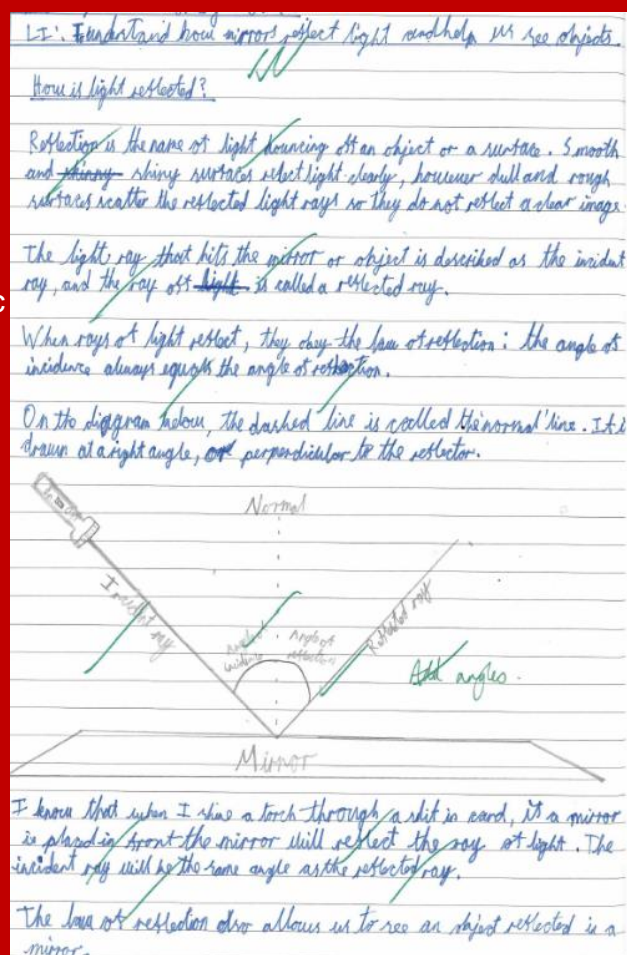 LI: I understand how mirrors reflect light and help us see objects.
How is light reflected?
Reflection is the name of light bouncing off an object or a surface. Smooth
and shinny shiny surfaces relect light clearly, however dull and rough
surfaces scatter the reflected light rays so they do not reflect a clear image.
The light ray that hits the mirror or object is described as the incident
ray, and the ray off light is called a reflected ray.
c
When rays of light reflect, they obey the law of reflection: the angle of
incidence always equals the angle of reflection.
On the diagram below, the dashed line is called the 'normal' line. It i
drawn at a right angle, or perpendicular to the reflector.
Normal
Incident ray
Angle of
incidence
Angle of
reflection
Reflected ray
Add angles.
Mirror
I know that when I shine a torch through a slit in card, if a mirror
is placed in front the mirror will reflect the ray of light. The
incident ray will be the same angle as the reflected ray.
The law of reflection also allows us to see an object reflected in a
mirror.